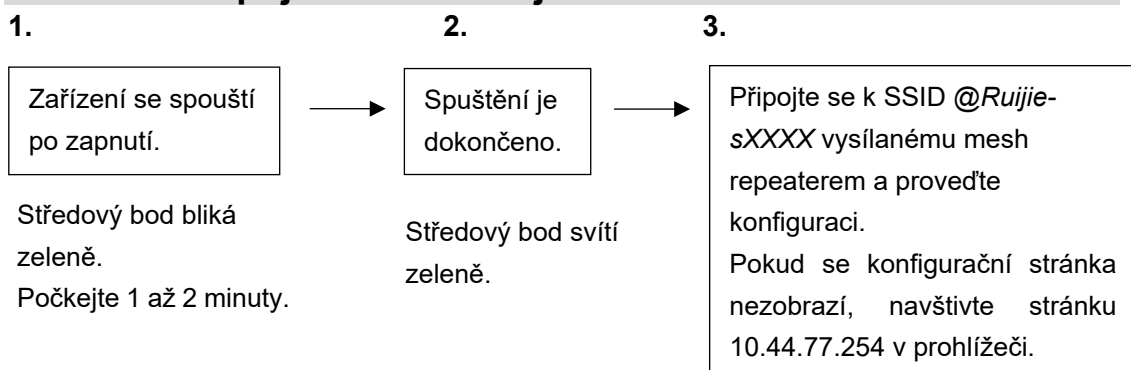 1.
Zařízení se spouští
po zapnutí.
Středový bod bliká
zeleně.
Počkejte 1 až 2 minuty.
2.
Spuštění je
dokončeno.
Středový bod svítí
zeleně.
3.
Připojte se k SSID @Ruijie-
sXXXX vysílanému mesh
repeaterem a proveďte
konfiguraci.
Pokud se konfigurační stránka
nezobrazí, navštivte stránku
10.44.77.254 v prohlížeči.